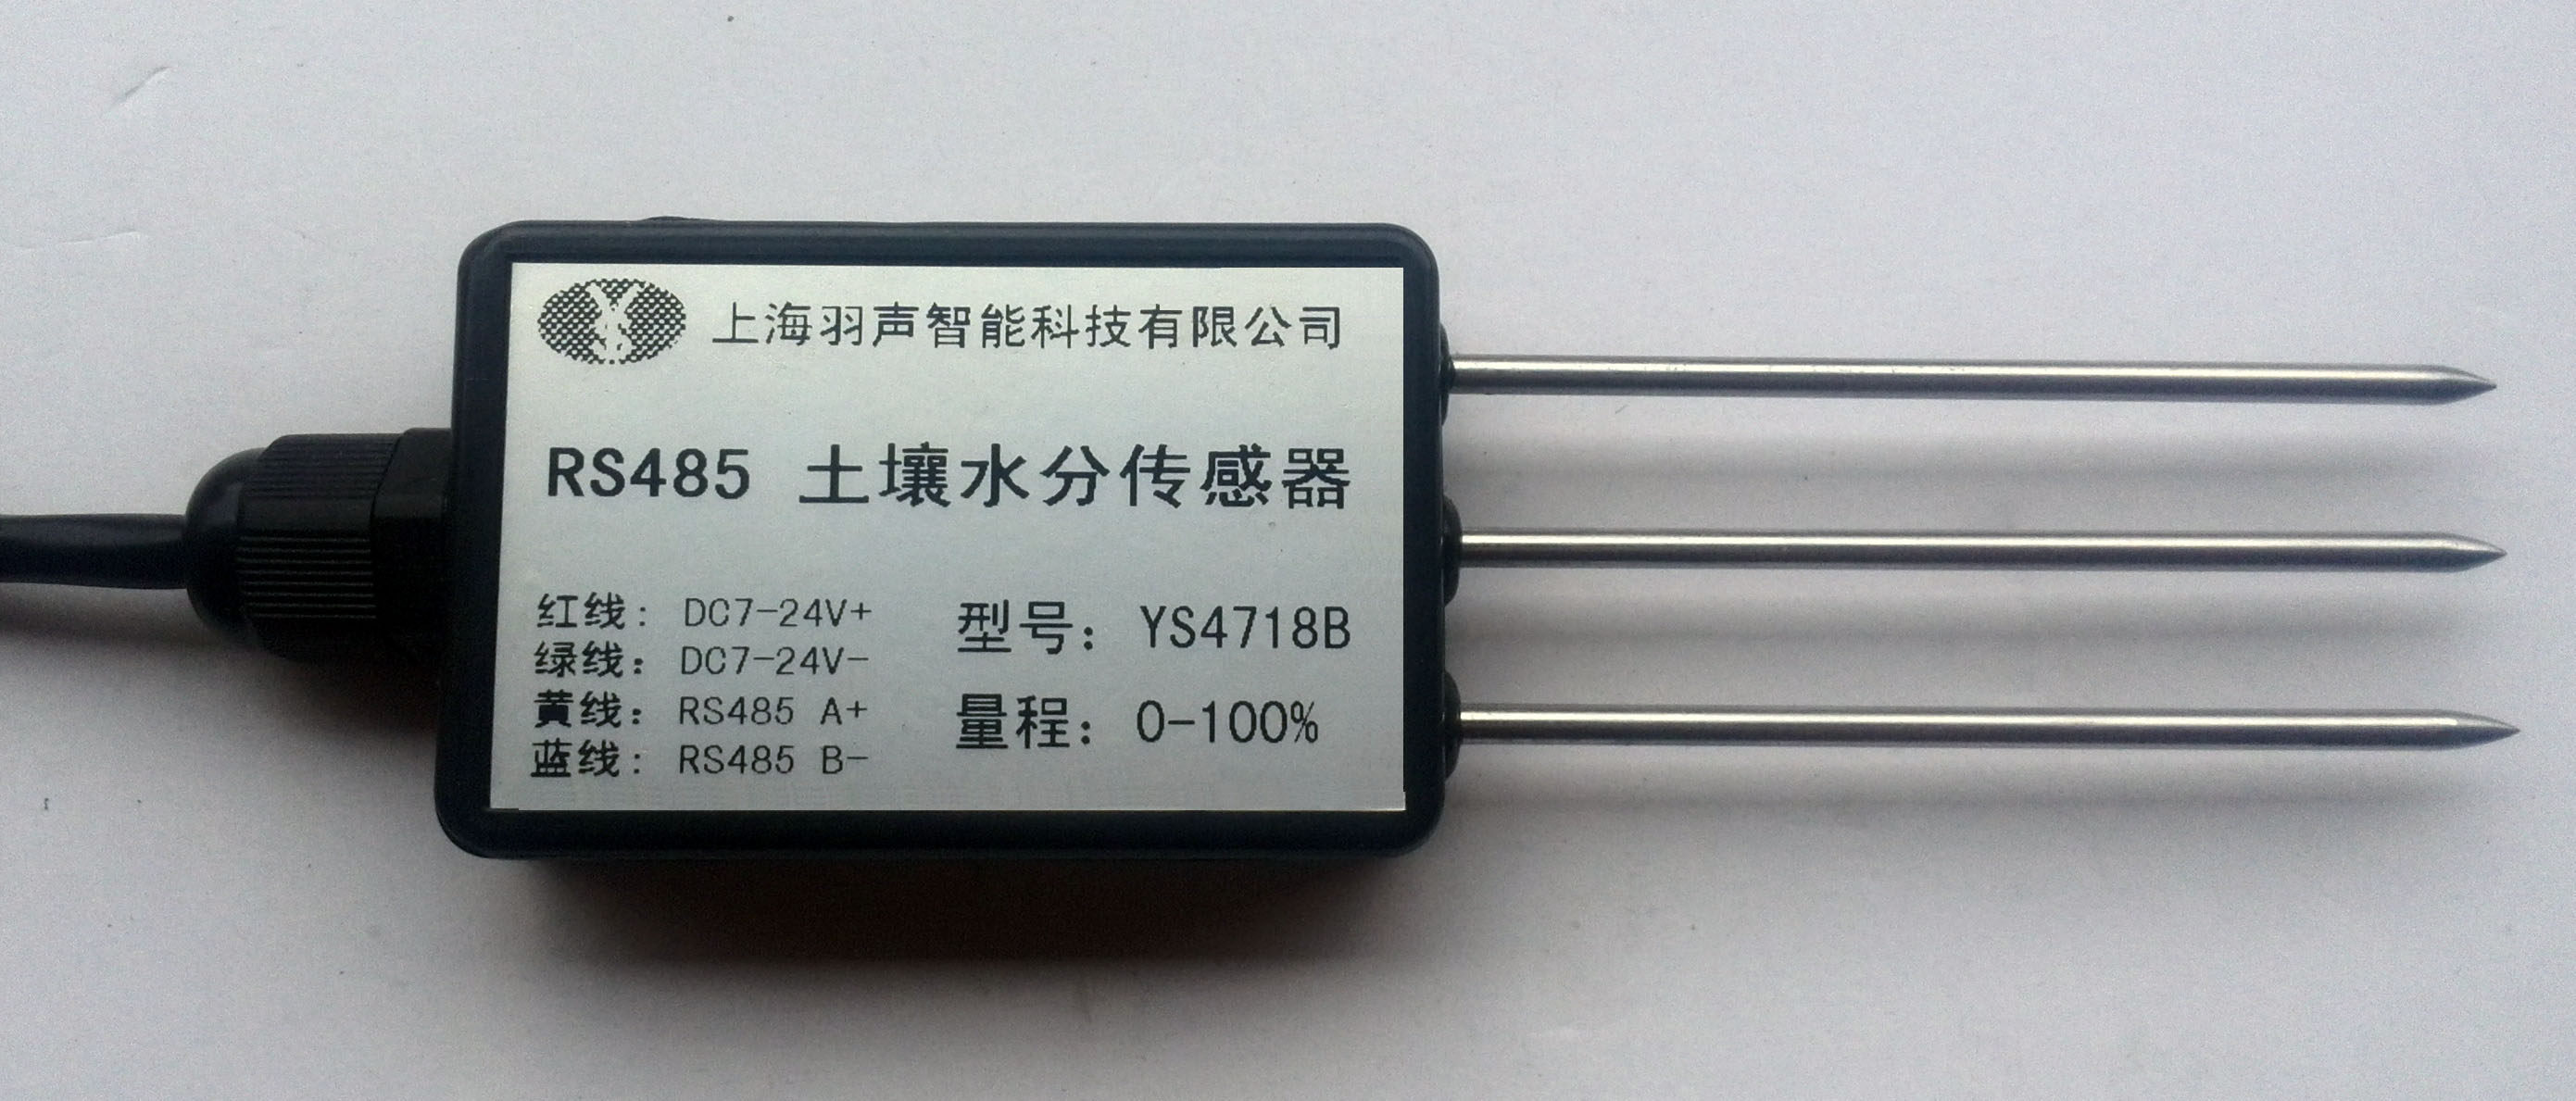 上海羽声智能科技有限公司
RS485 土壤水分传感器
红线: DC7-24V+
绿线: DC7-24V-
黄线: RS485 A+
蓝线: RS485 B-
型号: YS4718B
量程: 0-100%